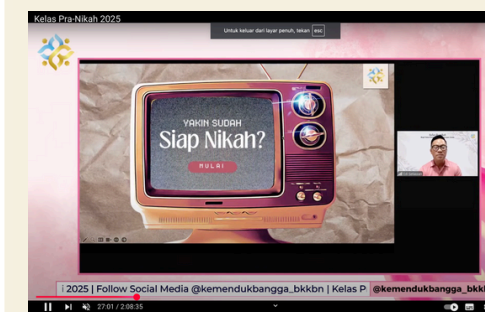 Kelas Pra-Nikah 2025
Untuk keluar dari layar penuh, tekan esc
YAKIN SUDAH
Siap Nikah?
MULAI
2025 | Follow Social Media @kemendukbangga_bkkbn | Kelas P
@kemendukbangga_bkkl
27:01 / 2:08:35